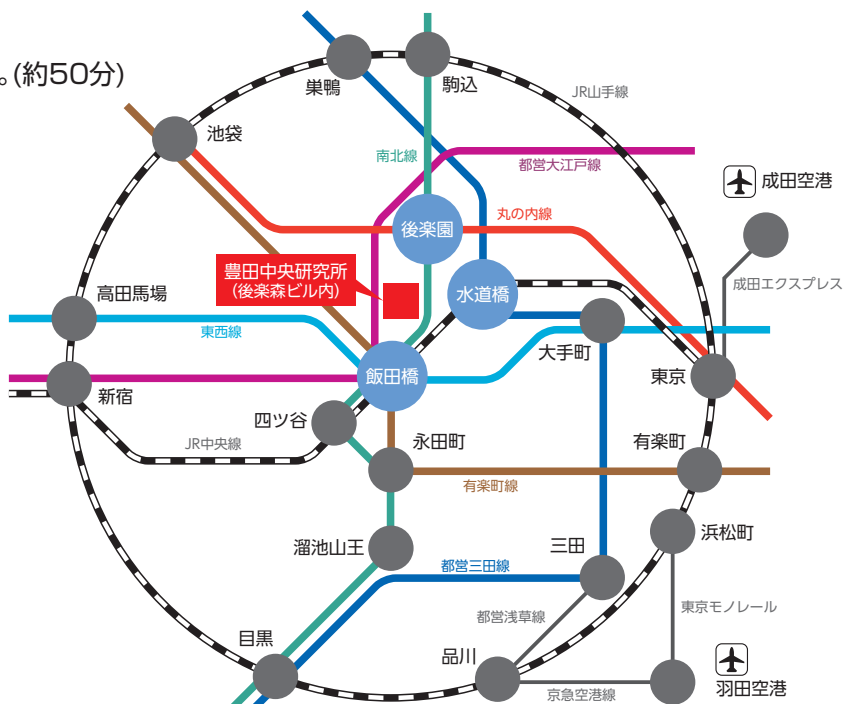 。(約50分)
巣鴨
駒込
JR山手線
池袋
南北線
都営大江戸線
成田空港
後楽園
丸の内線
豊田中央研究所
(後楽森ビル内)
水道橋
成田エクスプレス
高田馬場
東西線
大手町
飯田橋
東京
新宿
四ツ谷
JR中央線
永田町
有楽町
有楽町線
溜池山王
三田
浜松町
都営三田線
都営浅草線
東京モノレール
目黒
品川
京急空港線
羽田空港